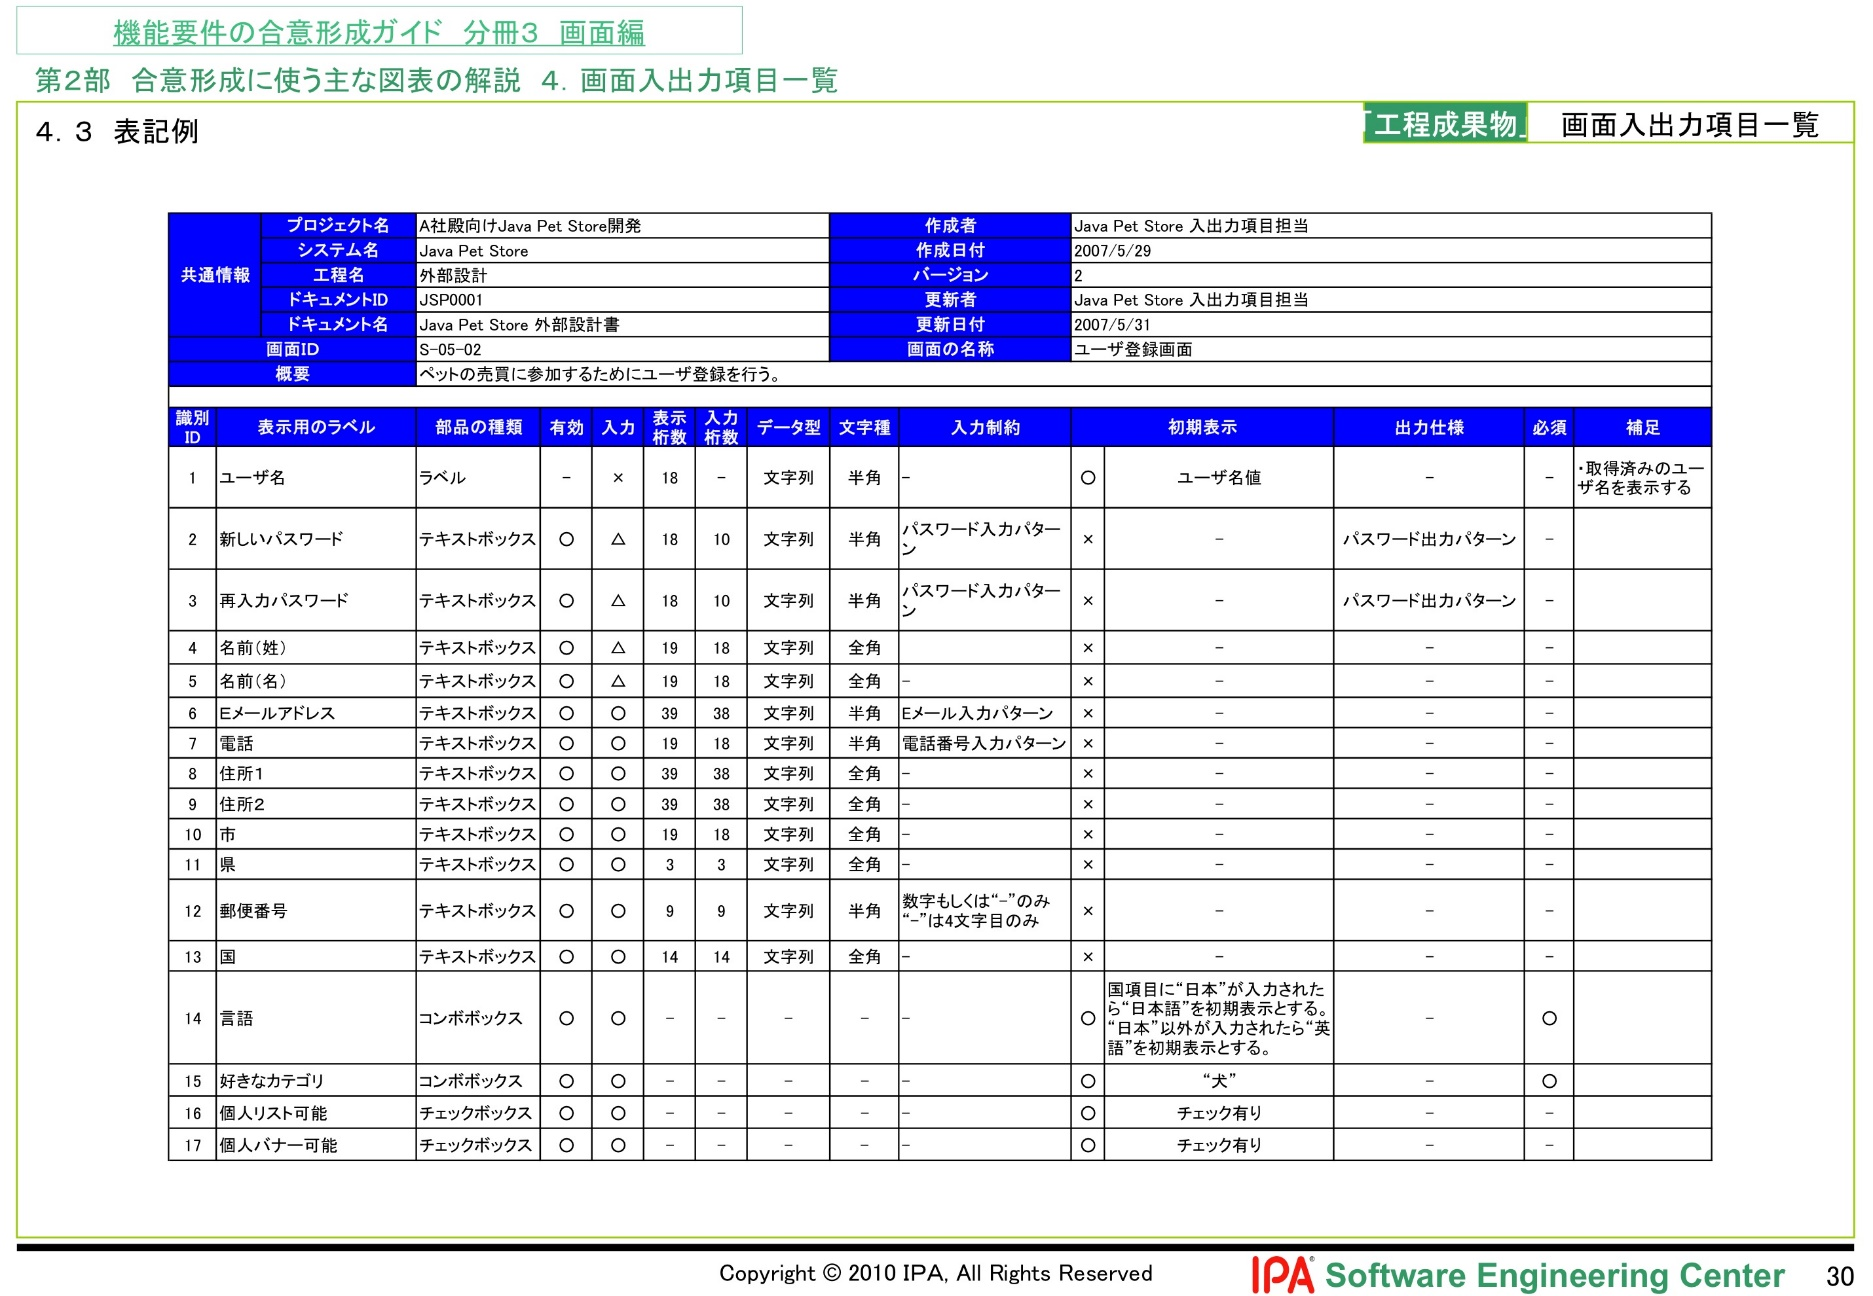 機能要件の合意形成ガイド 分冊3 画面編
第2部 合意形成に使う主な図表の解説 4. 画面入出力項目一覧
4. 3 表記例
「工程成果物」 画面入出力項目一覧
共通情報
プロジェクト名 A社殿向けJava Pet Store開発 作成者 Java Pet Store 入出力項目担当
システム名 Java Pet Store 作成日付 2007/5/29
工程名 外部設計 バージョン 2
ドキュメントID JSP0001 更新者 Java Pet Store 入出力項目担当
ドキュメント名 Java Pet Store 外部設計書 更新日付 2007/5/31
画面ID S-05-02 画面の名称 ユーザ登録画面
概要 ペットの売買に参加するためにユーザ登録を行う。
識別ID 表示用のラベル 部品の種類 有効 入力 表示桁数 入力桁数 データ型 文字種 入力制約 初期表示 出力仕様 必須 補足
1 ユーザ名 ラベル - × 18 - 文字列 半角 - ○ ユーザ名値 - - ・取得済みのユーザ名を表示する
2 新しいパスワード テキストボックス ○ △ 18 10 文字列 半角 パスワード入力パターン × - パスワード出力パターン -
3 再入力パスワード テキストボックス ○ △ 18 10 文字列 半角 パスワード入力パターン × - パスワード出力パターン -
4 名前(姓) テキストボックス ○ △ 19 18 文字列 全角 × - - -
5 名前(名) テキストボックス ○ △ 19 18 文字列 全角 - × - - -
6 Eメールアドレス テキストボックス ○ ○ 39 38 文字列 半角 Eメール入力パターン × - - -
7 電話 テキストボックス ○ ○ 19 18 文字列 半角 電話番号入力パターン × - - -
8 住所1 テキストボックス ○ ○ 39 38 文字列 全角 - × - - -
9 住所2 テキストボックス ○ ○ 39 38 文字列 全角 - × - - -
10 市 テキストボックス ○ ○ 19 18 文字列 全角 - × - - -
11 県 テキストボックス ○ ○ 3 3 文字列 全角 - × - - -
12 郵便番号 テキストボックス ○ ○ 9 9 文字列 半角 数字もしくは“-”のみ “-”は4文字目のみ × - - -
13 国 テキストボックス ○ ○ 14 14 文字列 全角 - × - - -
14 言語 コンボボックス ○ ○ - - - - - ○ 国項目に“日本”が入力されたら“日本語”を初期表示とする。“日本”以外が入力されたら“英語”を初期表示とする。 - ○
15 好きなカテゴリ コンボボックス ○ ○ - - - - - ○ “犬” - ○
16 個人リスト可能 チェックボックス ○ ○ - - - - - ○ チェック有り - -
17 個人バナー可能 チェックボックス ○ ○ - - - - - ○ チェック有り - -
Copyright © 2010 IPA, All Rights Reserved
IPA® Software Engineering Center 30